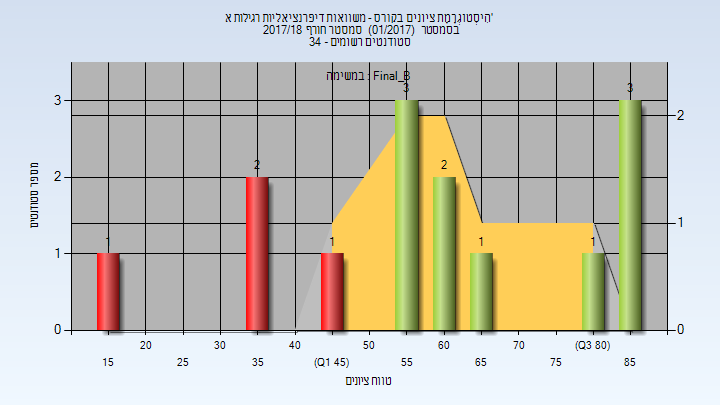 הִיסְטוגְרָמַת ציונים בקורס - משוואות דיפרנציאליות רגילות א'
בסמסטר (01/2017) סמסטר חורף 2017/18
סטודנטים רשומים - 34
במשימה : Final_B
מספר סטודנטים
3
2
1
0
2
1
0
1
2
1
3
2
1
1
3
20 30 40 50 60 70 (Q3 80)
15 25 35 (Q1 45) 55 65 75 85
טווח ציונים